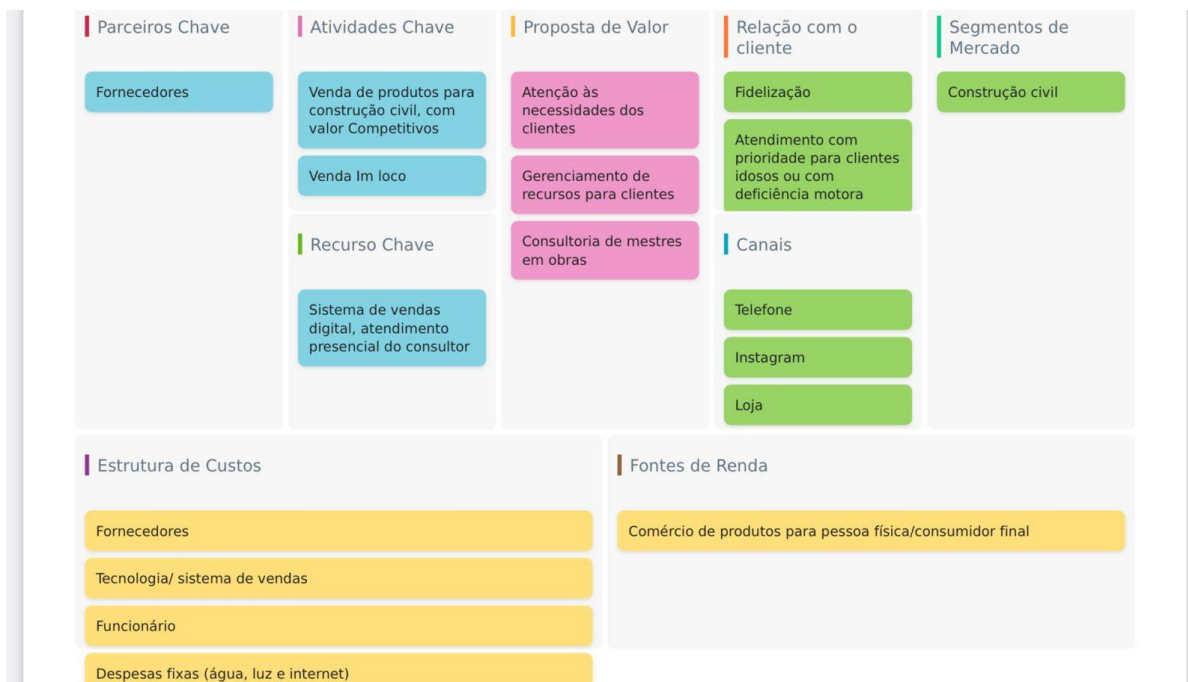 Parceiros Chave
Fornecedores
Atividades Chave
Venda de produtos para
construção civil, com
valor Competitivos
Venda Im loco
Recurso Chave
Sistema de vendas
digital, atendimento
presencial do consultor
Proposta de Valor
Atenção às
necessidades dos
clientes
Gerenciamento de
recursos para clientes
Consultoria de mestres
em obras
Relação com o
cliente
Fidelização
Atendimento com
prioridade para clientes
idosos ou com
deficiência motora
Canais
Telefone
Instagram
Loja
Segmentos de
Mercado
Construção civil
Estrutura de Custos
Fornecedores
Tecnologia/ sistema de vendas
Funcionário
Despesas fixas (água, luz e internet)
Fontes de Renda
Comércio de produtos para pessoa física/consumidor final